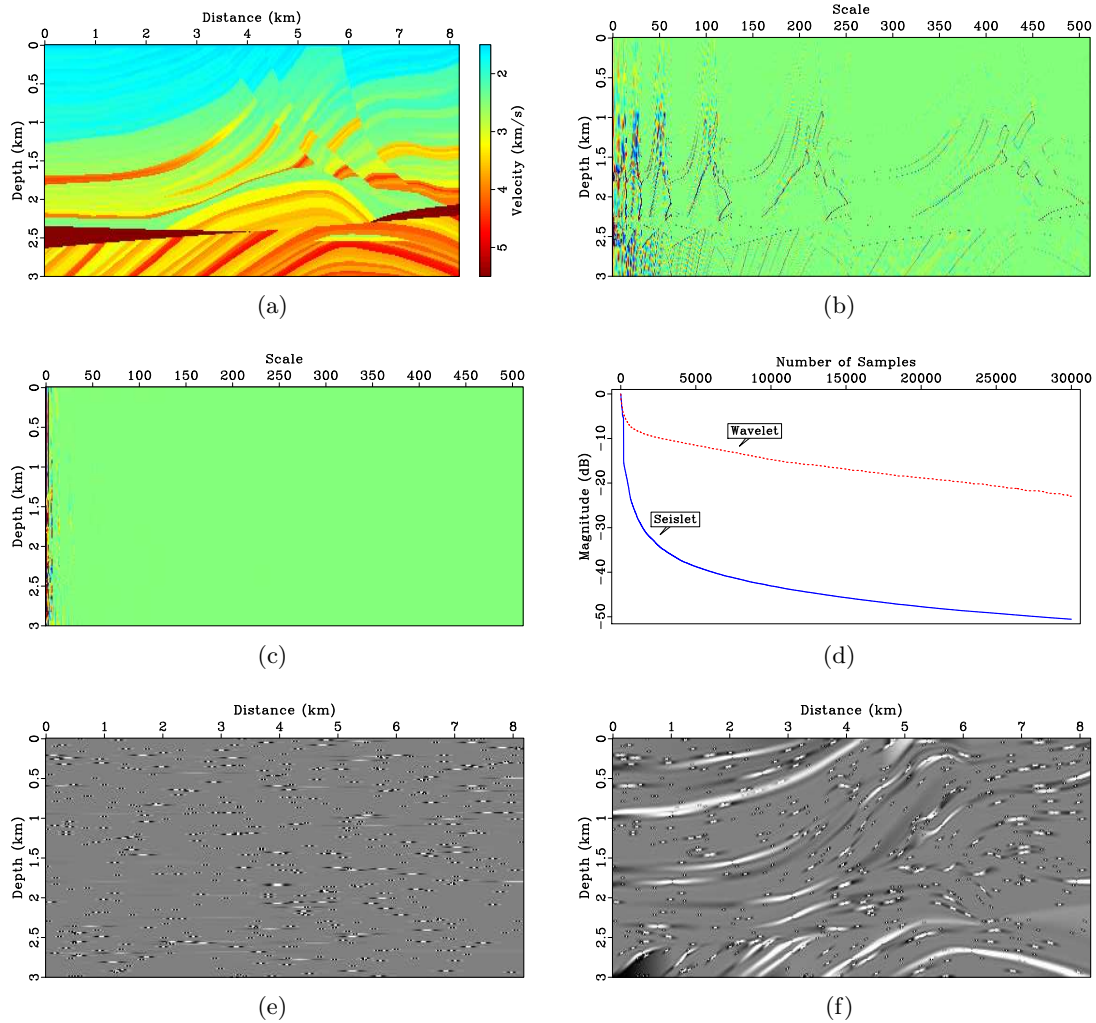 Distance (km)
0 1 2 3 4 5 6 7 8
Depth (km)
0 0.5 1 1.5 2 2.5 3
Velocity (km/s)
2 3 4 5
(a)
Scale
0 50 100 150 200 250 300 350 400 450 500
Depth (km)
0 0.5 1 1.5 2 2.5 3
(b)
Scale
0 50 100 150 200 250 300 350 400 450 500
Depth (km)
0 0.5 1 1.5 2 2.5 3
(c)
Number of Samples
0 5000 10000 15000 20000 25000 30000
Magnitude (dB)
0 -10 -20 -30 -40 -50
Wavelet
Seislet
(d)
Distance (km)
0 1 2 3 4 5 6 7 8
Depth (km)
0 0.5 1 1.5 2 2.5 3
(e)
Distance (km)
0 1 2 3 4 5 6 7 8
Depth (km)
0 0.5 1 1.5 2 2.5 3
(f)